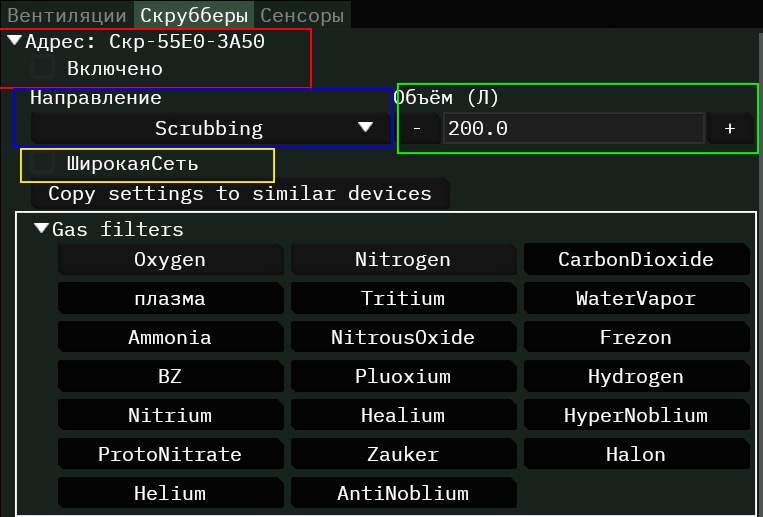 Вентиляции Скрубберы Сенсоры
Адрес: Скр-55E0-3A50
Включено
Направление Объём (Л)
Scrubbing - 200.0 +
ШирокаяСеть
Copy settings to similar devices
Gas filters
Oxygen Nitrogen CarbonDioxide
плазма Tritium WaterVapor
Ammonia NitrousOxide Frezon
BZ Pluoxium Hydrogen
Nitrium Healium HyperNoblium
ProtoNitrate Zauker Halon
Helium AntiNoblium